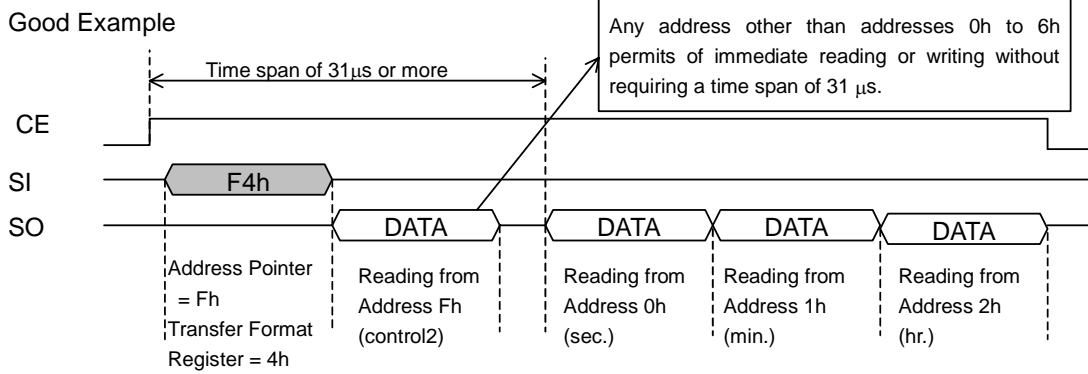 Good Example
Any address other than addresses 0h to 6h
permits of immediate reading or writing without
requiring a time span of 31 μs.
Time span of 31μs or more
CE
SI
F4h
SO
DATA
DATA
DATA
DATA
Address Pointer
= Fh
Transfer Format
Register = 4h
Reading from
Address Fh
(control2)
Reading from
Address 0h
(sec.)
Reading from
Address 1h
(min.)
Reading from
Address 2h
(hr.)